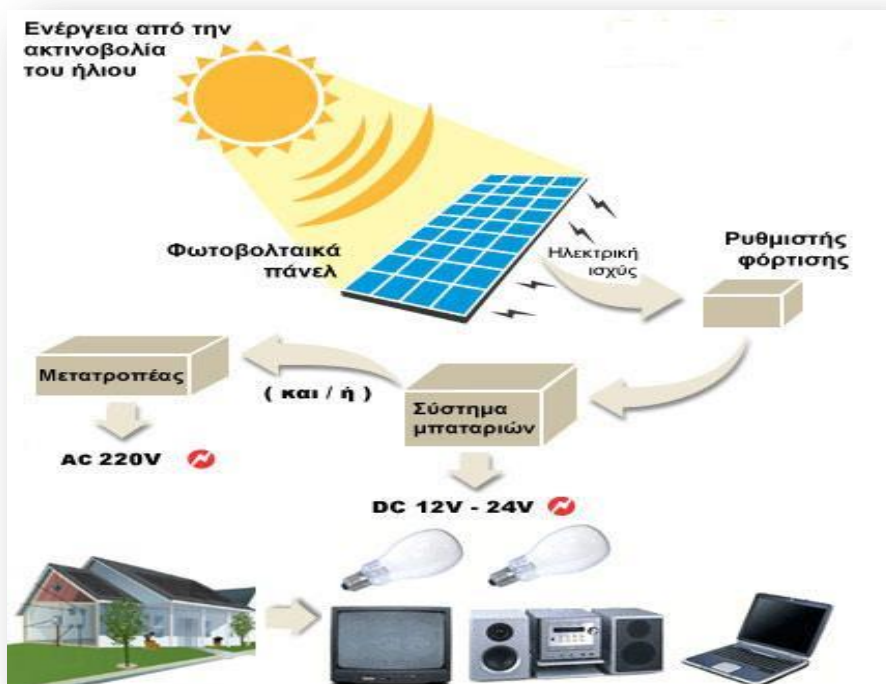 Ενέργεια από την
ακτινοβολία
του ήλιου
Φωτοβολταικά
πάνελ
Ηλεκτρική
ισχύς
Ρυθμιστής
φόρτισης
Μετατροπέας
( και / ή )
Σύστημα
μπαταριών
AC 220V
DC 12V - 24V